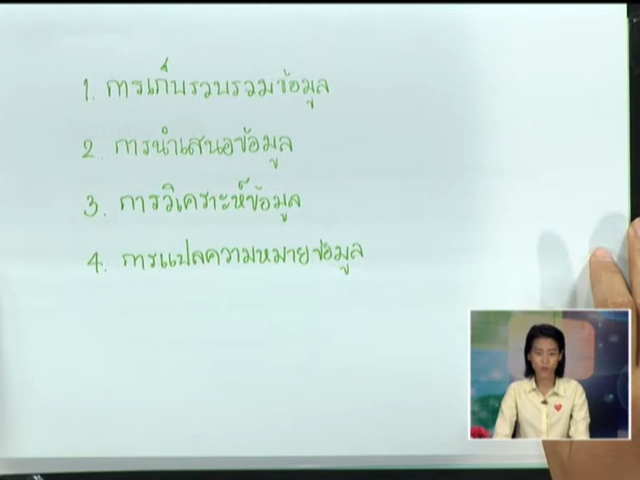 1. การเก็บรวบรวมข้อมูล
2. การนำเสนอข้อมูล
3. การวิเคราะห์ข้อมูล
4. การแปลความหมายข้อมูล